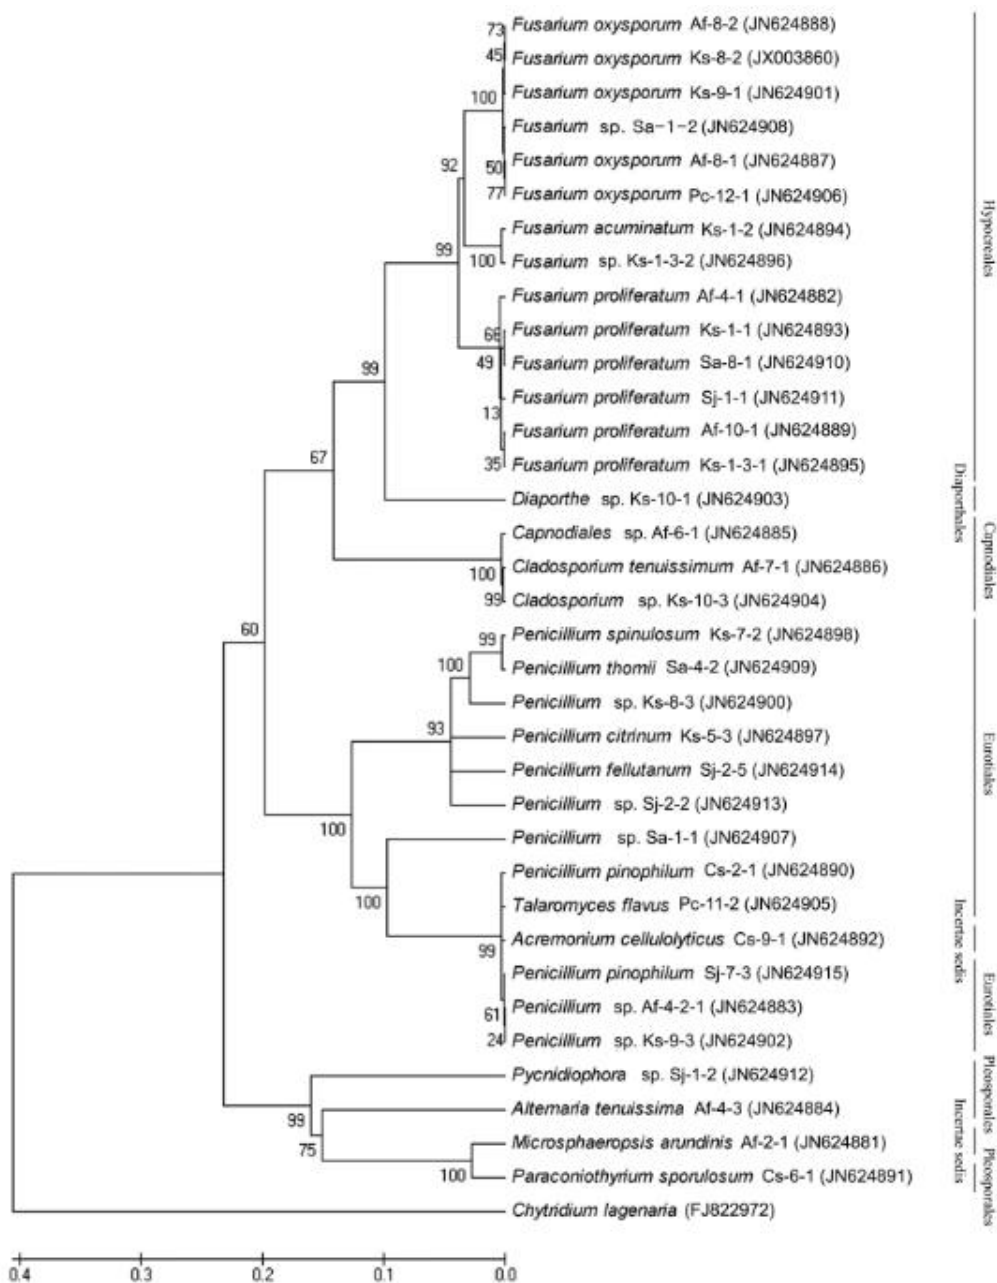 73 Fusarium oxysporum Af-8-2 (JN624888)
45 Fusarium oxysporum Ks-8-2 (JX003860)
100 Fusarium oxysporum Ks-9-1 (JN624901)
Fusarium sp. Sa-1-2 (JN624908)
92 50 Fusarium oxysporum Af-8-1 (JN624887)
77 Fusarium oxysporum Pc-12-1 (JN624906)
Fusarium acuminatum Ks-1-2 (JN624894)
Hypocreales
99 100 Fusarium sp. Ks-1-3-2 (JN624896)
Fusarium proliferatum Af-4-1 (JN624882)
66 Fusarium proliferatum Ks-1-1 (JN624893)
99 49 Fusarium proliferatum Sa-8-1 (JN624910)
Fusarium proliferatum Sj-1-1 (JN624911)
13 Fusarium proliferatum Af-10-1 (JN624889)
67 35 Fusarium proliferatum Ks-1-3-1 (JN624895)
Diaporthe sp. Ks-10-1 (JN624903)
Diaporthales
Capnodiales sp. Af-6-1 (JN624885)
100 Cladosporium tenuissimum Af-7-1 (JN624886)
Capnodiales
99 Cladosporium sp. Ks-10-3 (JN624904)
60 99 Penicillium spinulosum Ks-7-2 (JN624898)
100 Penicillium thomii Sa-4-2 (JN624909)
Penicillium sp. Ks-8-3 (JN624900)
93 Penicillium citrinum Ks-5-3 (JN624897)
Penicillium fellutanum Sj-2-5 (JN624914)
Eurotiales
Penicillium sp. Sj-2-2 (JN624913)
100 Penicillium sp. Sa-1-1 (JN624907)
Penicillium pinophilum Cs-2-1 (JN624890)
100 Talaromyces flavus Pc-11-2 (JN624905)
Acremonium cellulolyticus Cs-9-1 (JN624892)
Incertae sedis
99 Penicillium pinophilum Sj-7-3 (JN624915)
61 Penicillium sp. Af-4-2-1 (JN624883)
Eurotiales
24 Penicillium sp. Ks-9-3 (JN624902)
Pycnidiophora sp. Sj-1-2 (JN624912)
Pleosporales
99 Alternaria tenuissima Af-4-3 (JN624884)
75 Microsphaeropsis arundinis Af-2-1 (JN624881)
Incertae sedis
100 Paraconiothyrium sporulosum Cs-6-1 (JN624891)
Pleosporales
Chytridium lagenaria (FJ822972)
0.4 0.3 0.2 0.1 0.0